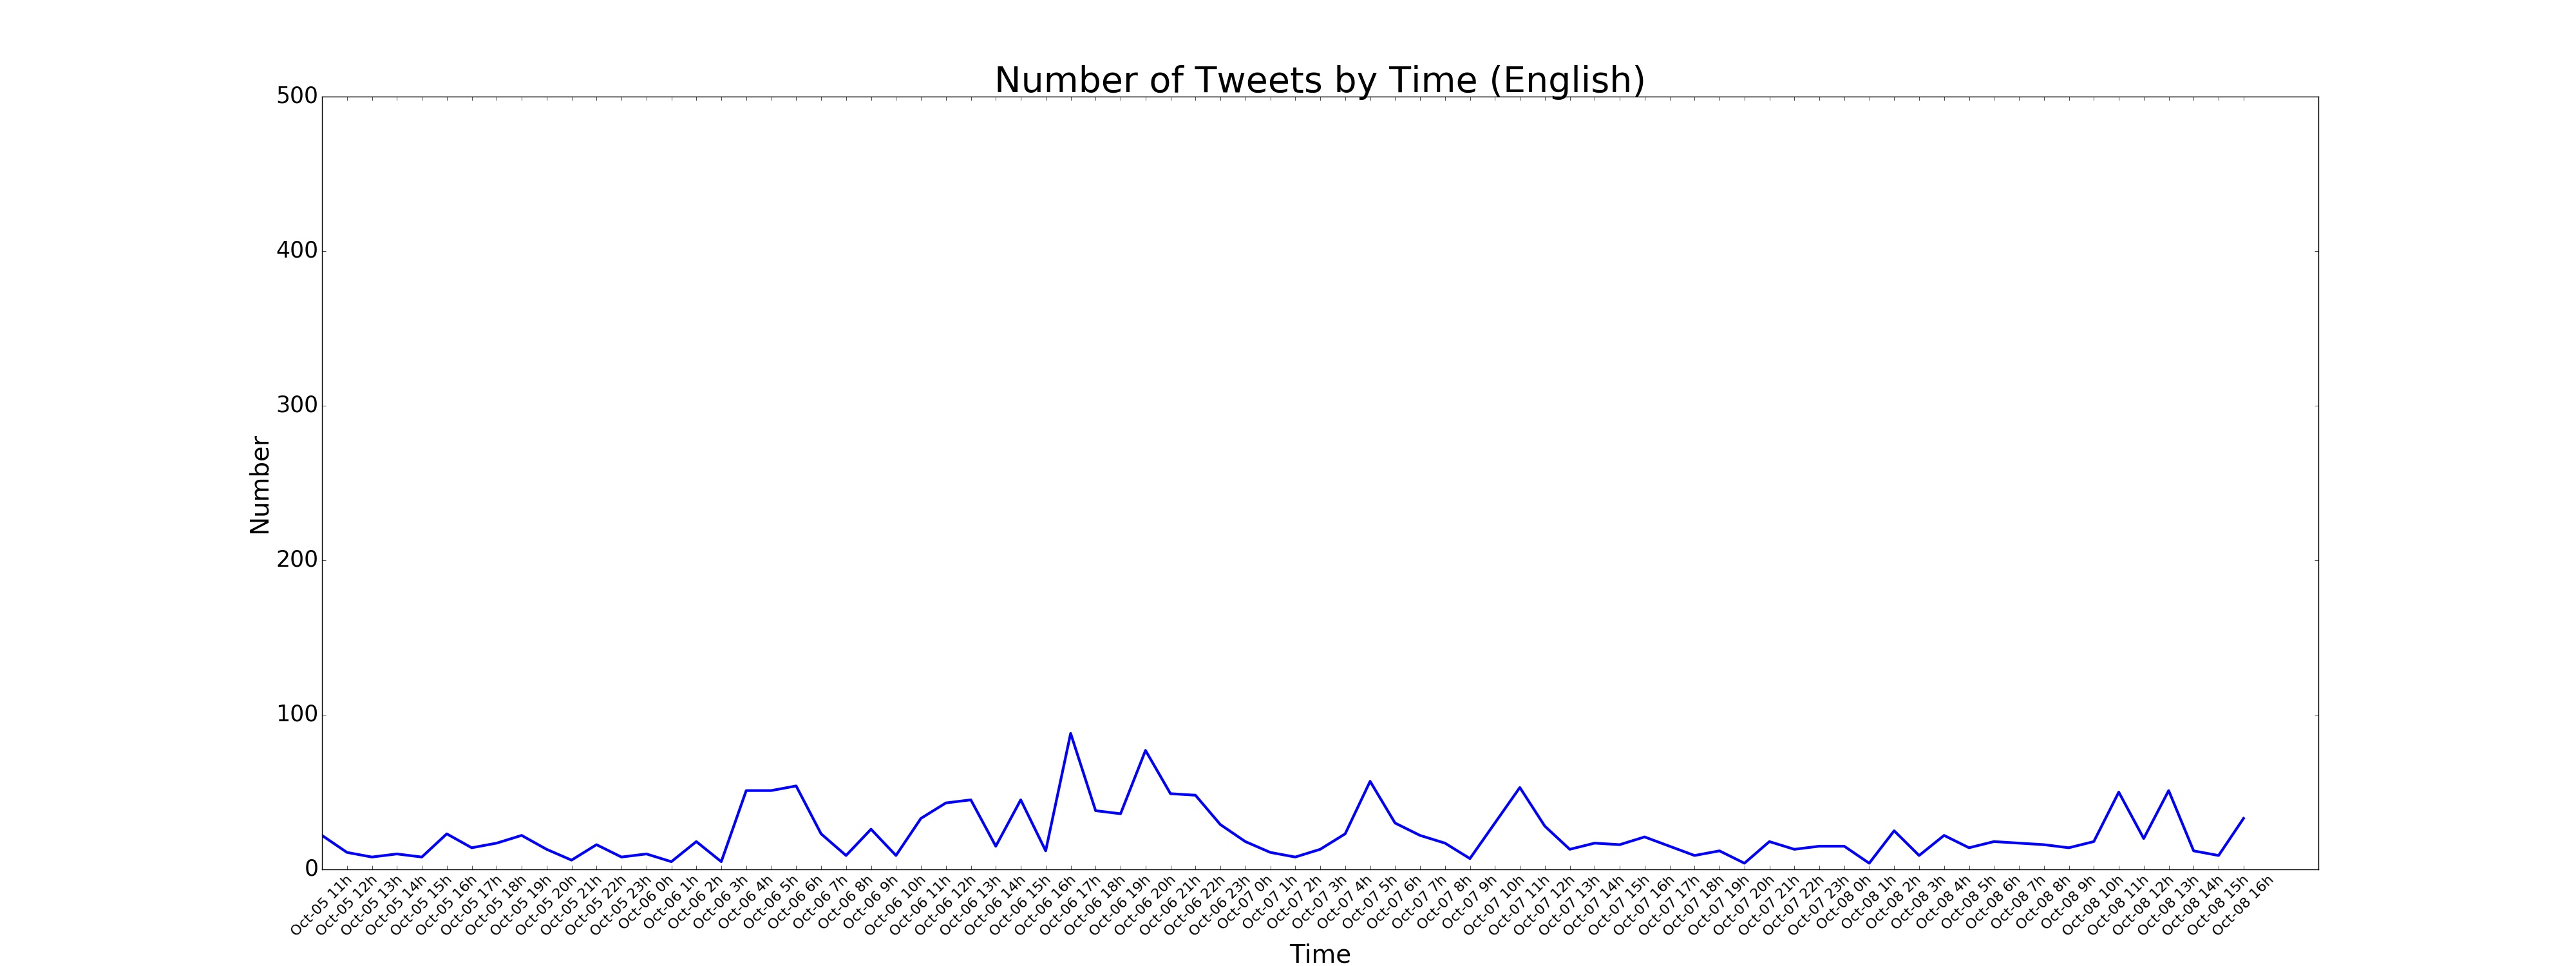 Number of Tweets by Time (English)
500
400
300
200
100
0
Number
Oct-05 11h
Oct-05 12h
Oct-05 13h
Oct-05 14h
Oct-05 15h
Oct-05 16h
Oct-05 17h
Oct-05 18h
Oct-05 19h
Oct-05 20h
Oct-05 21h
Oct-05 22h
Oct-05 23h
Oct-06 0h
Oct-06 1h
Oct-06 2h
Oct-06 3h
Oct-06 4h
Oct-06 5h
Oct-06 6h
Oct-06 7h
Oct-06 8h
Oct-06 9h
Oct-06 10h
Oct-06 11h
Oct-06 12h
Oct-06 13h
Oct-06 14h
Oct-06 15h
Oct-06 16h
Oct-06 17h
Oct-06 18h
Oct-06 19h
Oct-06 20h
Oct-06 21h
Oct-06 22h
Oct-06 23h
Oct-07 0h
Oct-07 1h
Oct-07 2h
Oct-07 3h
Oct-07 4h
Oct-07 5h
Oct-07 6h
Oct-07 7h
Oct-07 8h
Oct-07 9h
Oct-07 10h
Oct-07 11h
Oct-07 12h
Oct-07 13h
Oct-07 14h
Oct-07 15h
Oct-07 16h
Oct-07 17h
Oct-07 18h
Oct-07 19h
Oct-07 20h
Oct-07 21h
Oct-07 22h
Oct-07 23h
Oct-08 0h
Oct-08 1h
Oct-08 2h
Oct-08 3h
Oct-08 4h
Oct-08 5h
Oct-08 6h
Oct-08 7h
Oct-08 8h
Oct-08 9h
Oct-08 10h
Oct-08 11h
Oct-08 12h
Oct-08 13h
Oct-08 14h
Oct-08 15h
Oct-08 16h
Time